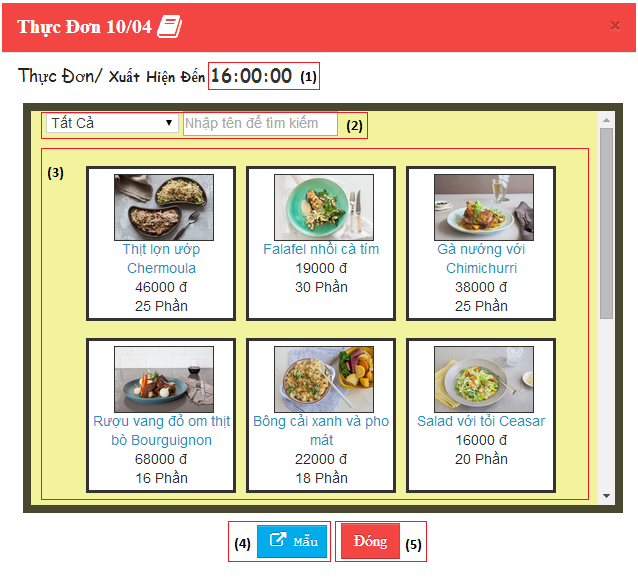 Thực Đơn 10/04
×
Thực Đơn/ Xuất Hiện Đến 16:00:00 (1)
Tất Cả Nhập tên để tìm kiếm (2)
(3)
Thịt lợn ướp
Chermoula
46000 đ
25 Phần
Falafel nhồi cà tím
19000 đ
30 Phần
Gà nướng với
Chimichurri
38000 đ
25 Phần
Rượu vang đỏ om thịt
bò Bourguignon
68000 đ
16 Phần
Bông cải xanh và pho
mát
22000 đ
18 Phần
Salad với tỏi Ceasar
16000 đ
20 Phần
(4) Mẫu Đóng (5)